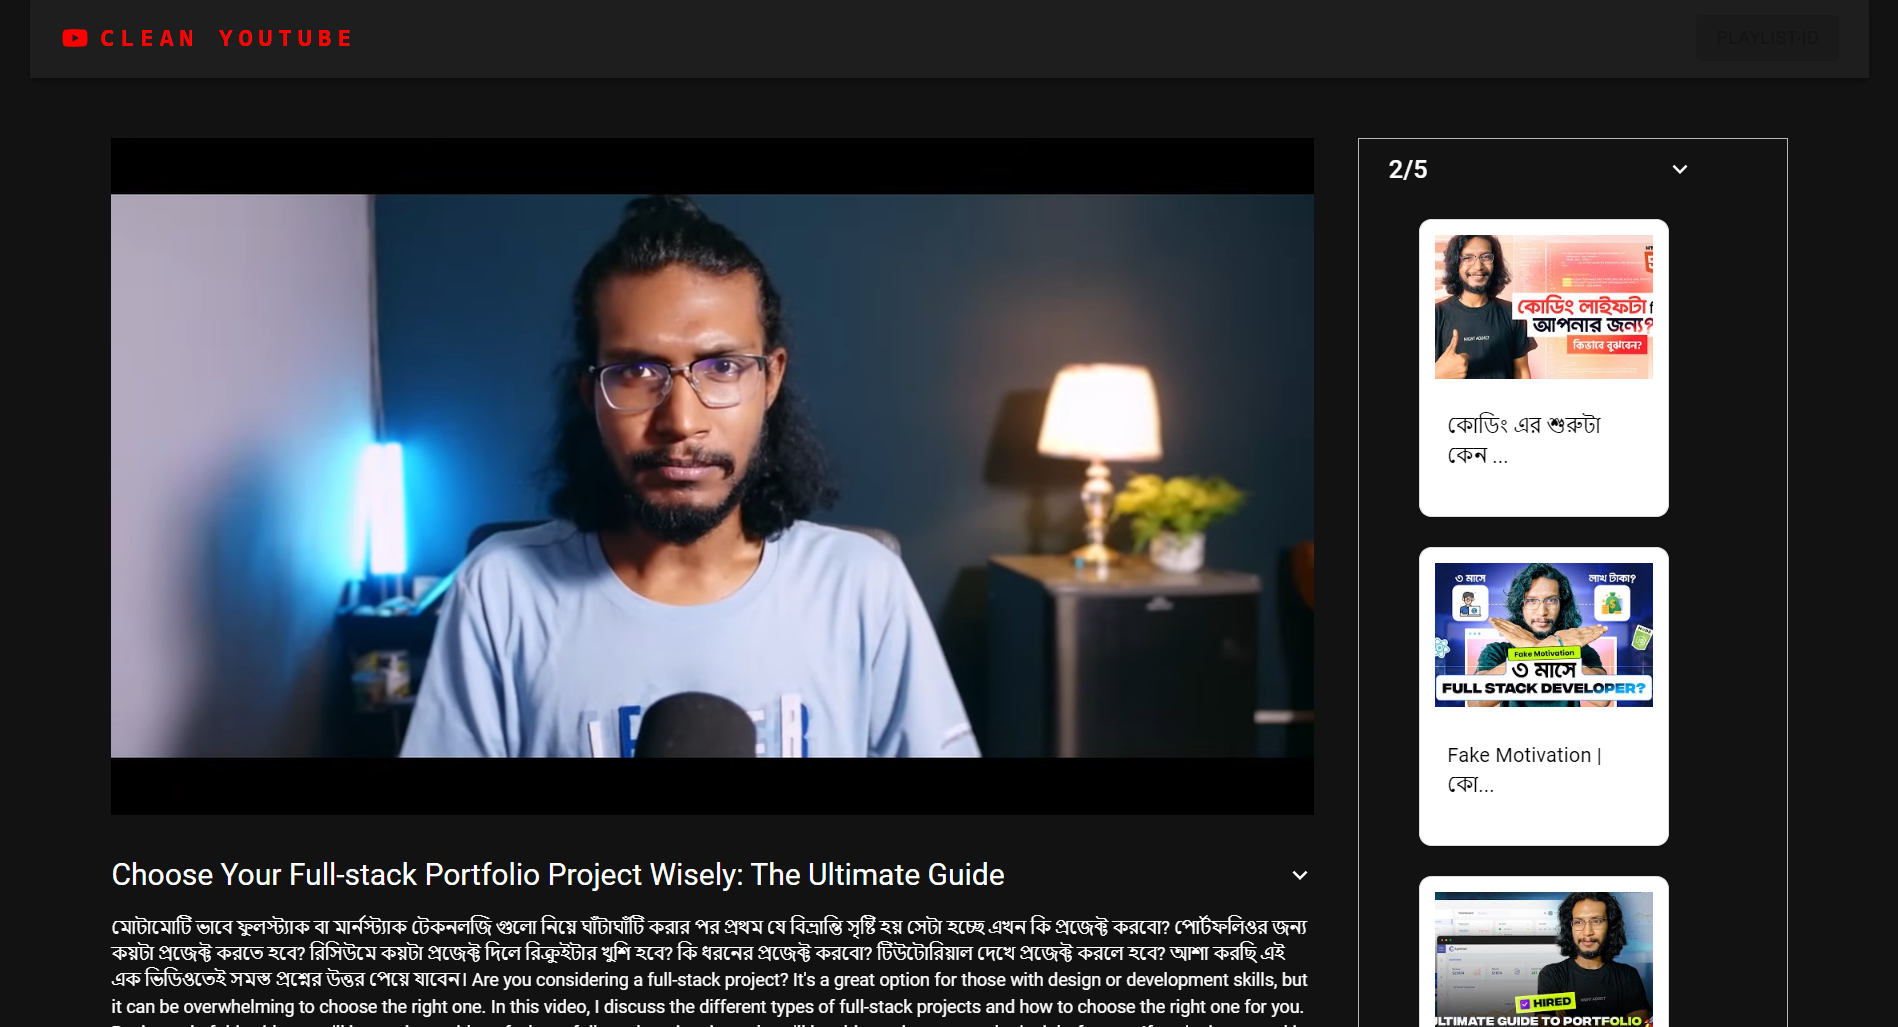 CLEAN YOUTUBE
PLAYLIST-ID
2/5
কোডিং লাইফটা
আপনার জন্য?
কিভাবে বুঝবেন?
NIGHT ADDICT
কোডিং এর শুরুটা
কেন ...
৩ মাসে
লাখ টাকা?
Fake Motivation
৩ মাসে
FULL STACK DEVELOPER?
Fake Motivation |
কো...
HIRED
ULTIMATE GUIDE TO PORTFOLIO
Choose Your Full-stack Portfolio Project Wisely: The Ultimate Guide
মোটামোটি ভাবে ফুলস্ট্যাক বা মার্নস্ট্যাক টেকনলজি গুলো নিয়ে ঘাঁটাঘাঁটি করার পর প্রথম যে বিভ্রান্তি সৃষ্টি হয় সেটা হচ্ছে এখন কি প্রজেক্ট করবো? পোর্টফলিওর জন্য
কয়টা প্রজেক্ট করতে হবে? রিসিউমে কয়টা প্রজেক্ট দিলে রিক্রুইটার খুশি হবে? কি ধরনের প্রজেক্ট করবো? টিউটোরিয়াল দেখে প্রজেক্ট করলে হবে? আশা করছি এই
এক ভিডিওতেই সমস্ত প্রশ্নের উত্তর পেয়ে যাবেন। Are you considering a full-stack project? It's a great option for those with design or development skills, but
it can be overwhelming to choose the right one. In this video, I discuss the different types of full-stack projects and how to choose the right one for you.